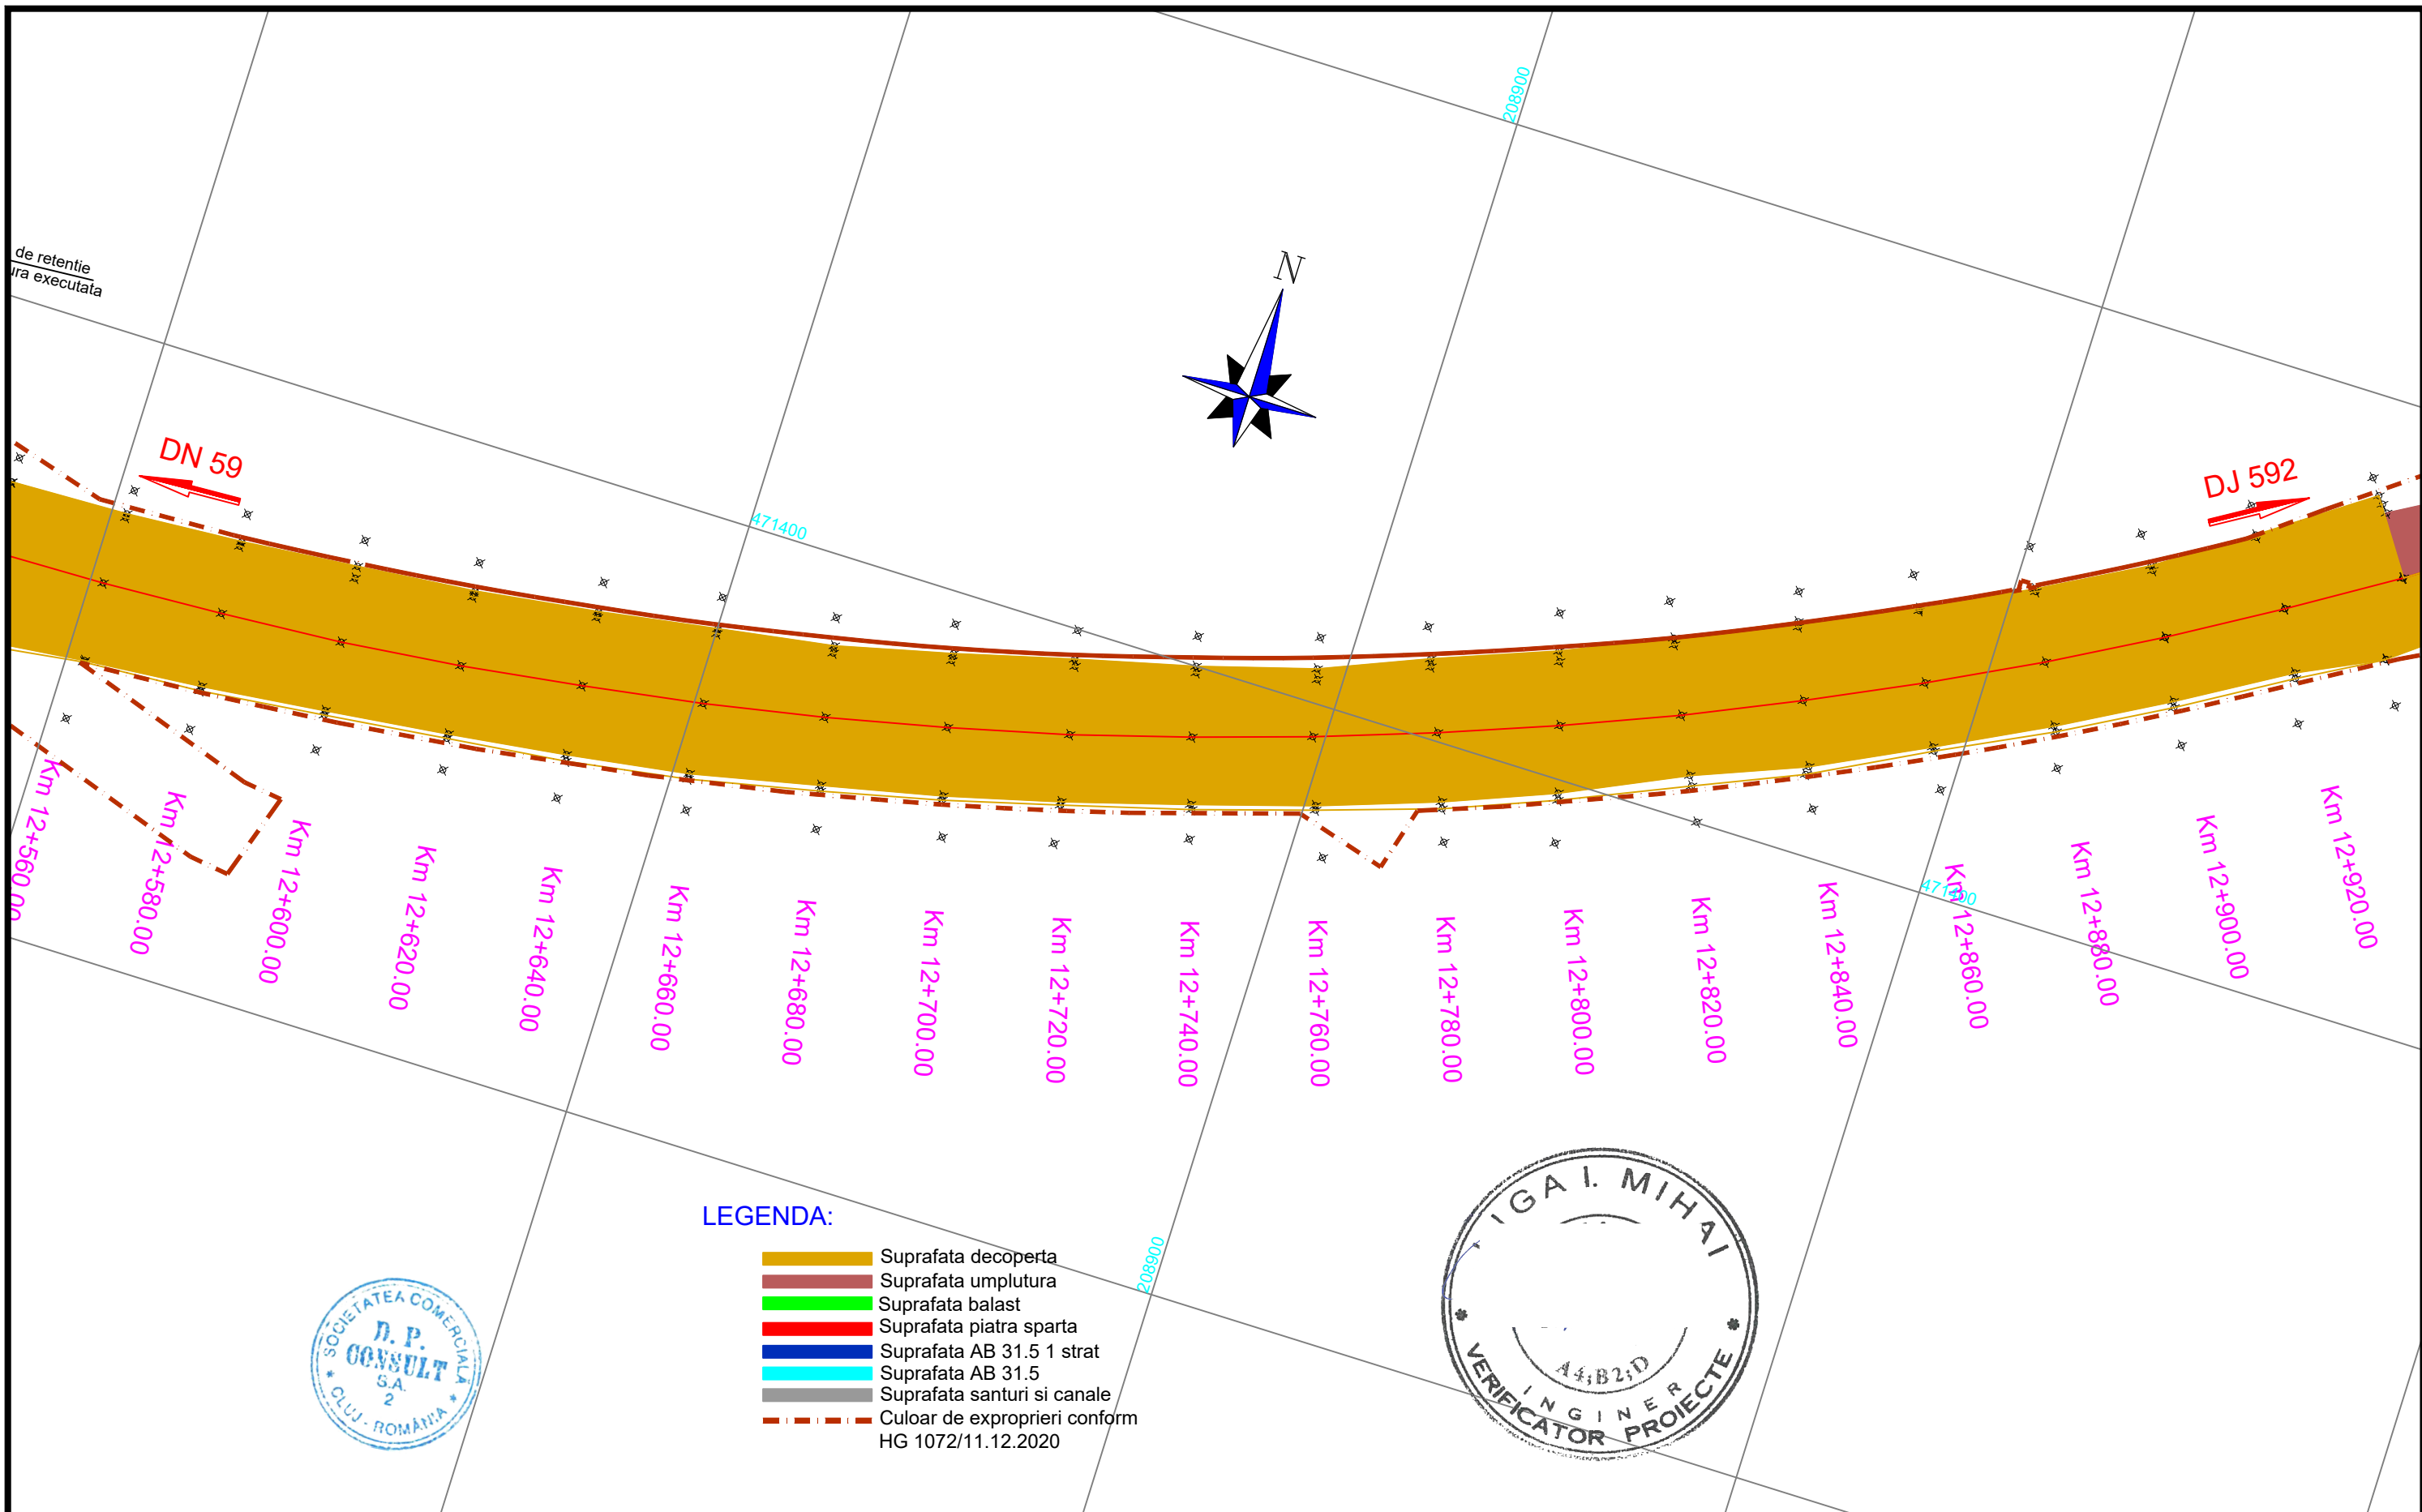 208900
de retentie
ura executata
N
DN 59
DJ 592
471400
471400
Km 12+560.00
Km 12+580.00
Km 12+600.00
Km 12+620.00
Km 12+640.00
Km 12+660.00
Km 12+680.00
Km 12+700.00
Km 12+720.00
Km 12+740.00
Km 12+760.00
Km 12+780.00
Km 12+800.00
Km 12+820.00
Km 12+840.00
Km 12+860.00
Km 12+880.00
Km 12+900.00
Km 12+920.00
208900
LEGENDA:
Suprafata decoperta
Suprafata umplutura
Suprafata balast
Suprafata piatra sparta
Suprafata AB 31.5 1 strat
Suprafata AB 31.5
Suprafata santuri si canale
Culoar de exproprieri conform
HG 1072/11.12.2020
SOCIETATEA COMERCIALĂ
D. P.
CONSULT
S.A.
2
* CLUJ - ROMÂNIA *
IGA I. MIHAI
A4;B2;D
INGINER
* VERIFICATOR PROIECTE *